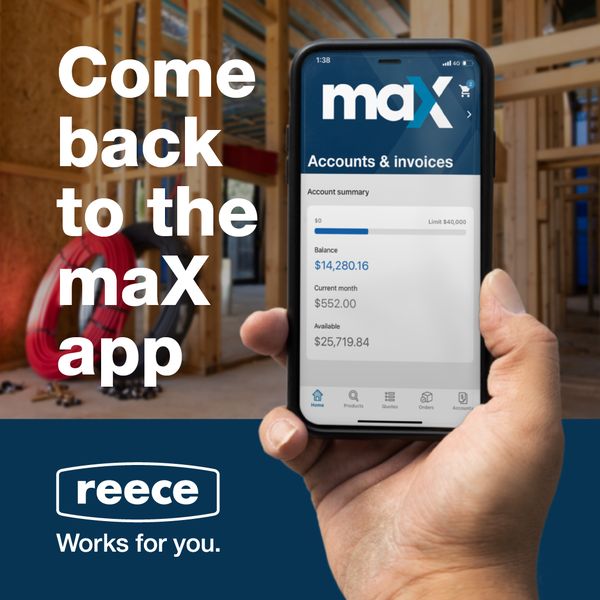 Come
back
to the
maX
app
1:38
4G
maX
Accounts & invoices
Account summary
$0
Limit $40,000
Balance
$14,280.16
Current month
$552.00
Available
$25,719.84
Home
Products
Quotes
Orders
Accounts
reece
Works for you.